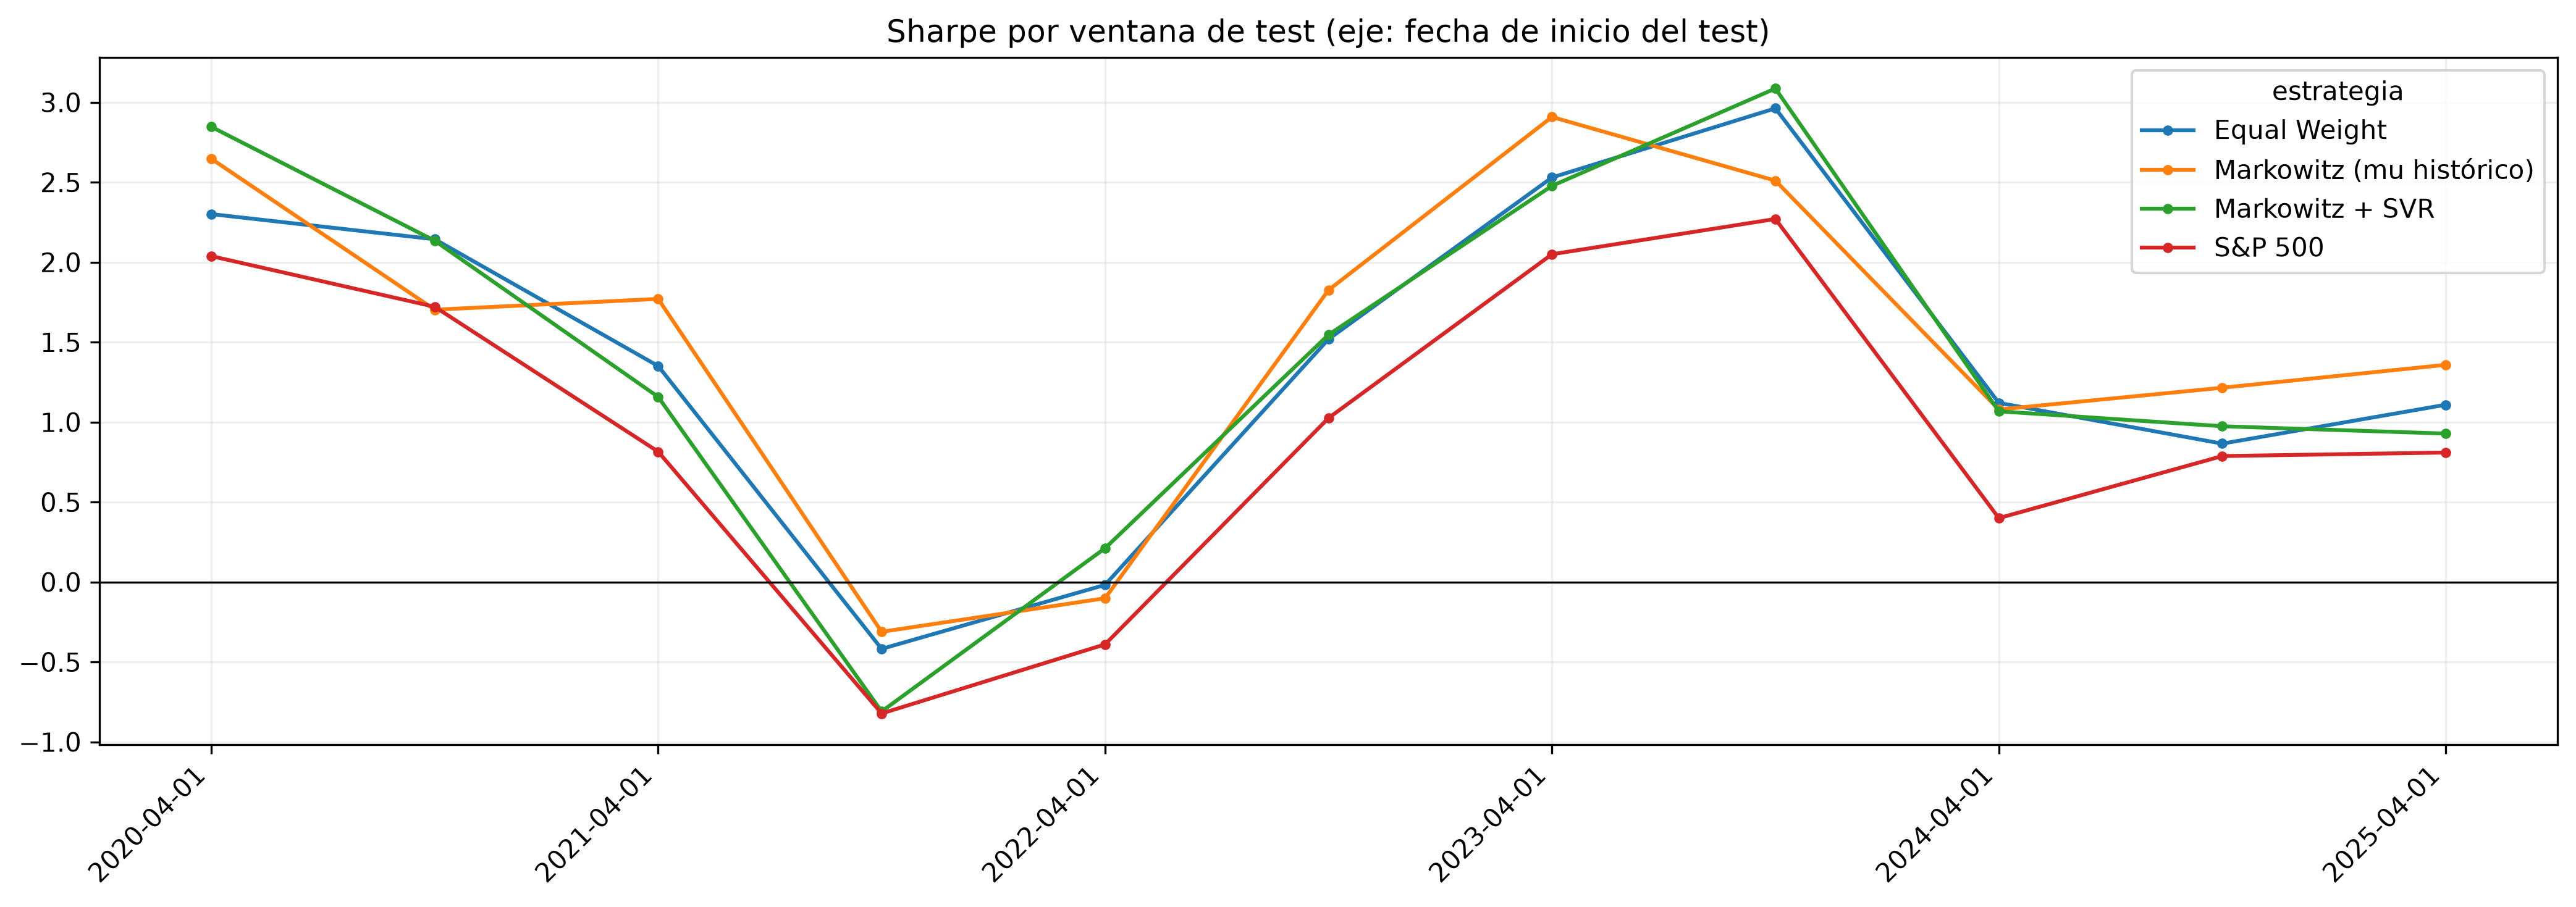 Sharpe por ventana de test (eje: fecha de inicio del test)
estrategia
Equal Weight
Markowitz (mu histórico)
Markowitz + SVR
S&P 500
3.0
2.5
2.0
1.5
1.0
0.5
0.0
−0.5
−1.0
2020-04-01
2021-04-01
2022-04-01
2023-04-01
2024-04-01
2025-04-01